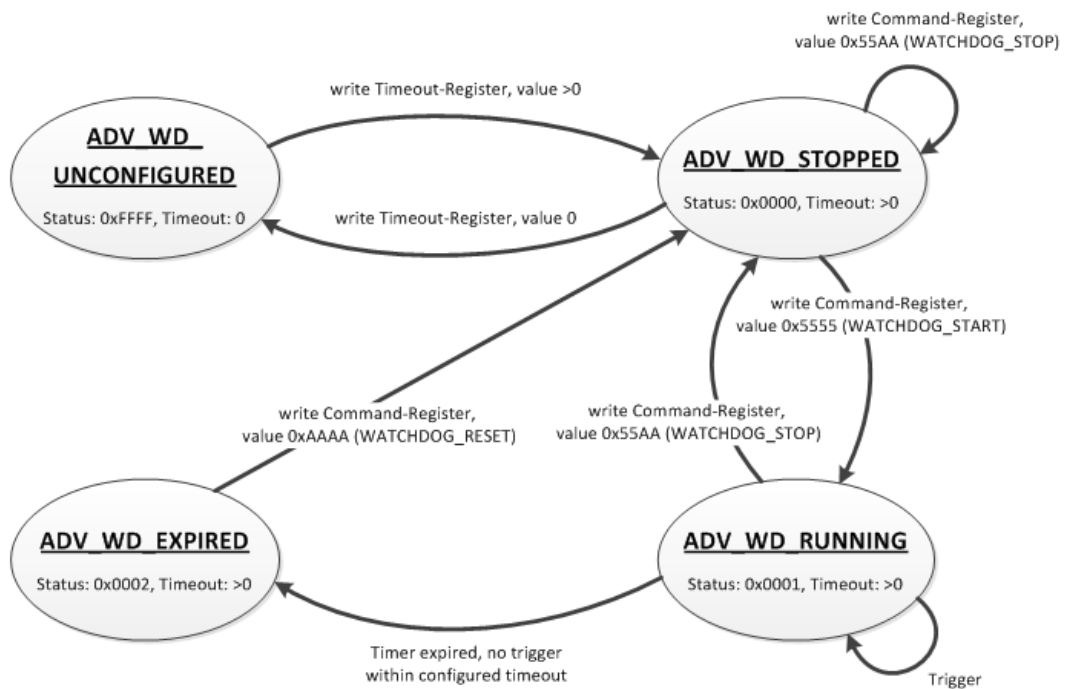 write Command-Register,
value 0x55AA (WATCHDOG_STOP)
write Timeout-Register, value >0
ADV_WD_
UNCONFIGURED
Status: 0xFFFF, Timeout: 0
ADV_WD_STOPPED
Status: 0x0000, Timeout: >0
write Timeout-Register, value 0
write Command-Register,
value 0x5555 (WATCHDOG_START)
write Command-Register,
value 0xAAAA (WATCHDOG_RESET)
write Command-Register,
value 0x55AA (WATCHDOG_STOP)
ADV_WD_EXPIRED
Status: 0x0002, Timeout: >0
ADV_WD_RUNNING
Status: 0x0001, Timeout: >0
Timer expired, no trigger
within configured timeout
Trigger